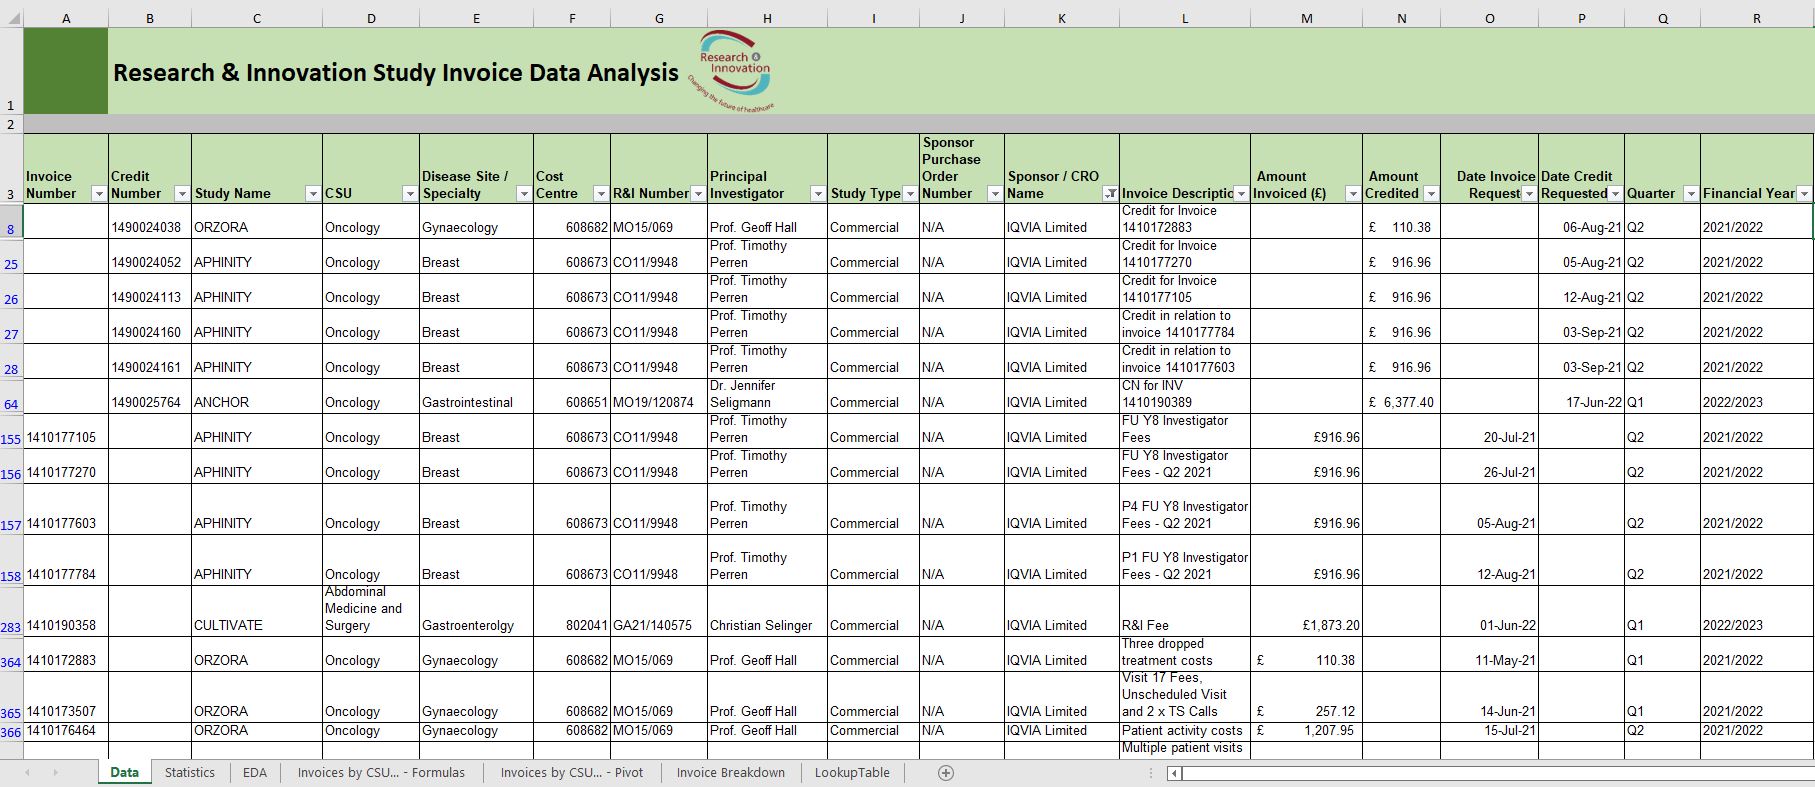 A B C D E F G H I J K L M N O P Q R
1 Research & Innovation Study Invoice Data Analysis
Research &
Innovation
Changing the future of healthcare
2
3 Invoice Number Credit Number Study Name CSU Disease Site / Specialty Cost Centre R&I Number Principal Investigator Study Type Sponsor Purchase Order Number Sponsor / CRO Name Invoice Descriptic Amount Invoiced (£) Amount Credited Date Invoice Request Date Credit Requested Quarter Financial Year
8 1490024038 ORZORA Oncology Gynaecology 608682 MO15/069 Prof. Geoff Hall Commercial N/A IQVIA Limited Credit for Invoice 1410172883 £ 110.38 06-Aug-21 Q2 2021/2022
25 1490024052 APHINITY Oncology Breast 608673 CO11/9948 Prof. Timothy Perren Commercial N/A IQVIA Limited Credit for Invoice 1410177270 £ 916.96 05-Aug-21 Q2 2021/2022
26 1490024113 APHINITY Oncology Breast 608673 CO11/9948 Prof. Timothy Perren Commercial N/A IQVIA Limited Credit for Invoice 1410177105 £ 916.96 12-Aug-21 Q2 2021/2022
27 1490024160 APHINITY Oncology Breast 608673 CO11/9948 Prof. Timothy Perren Commercial N/A IQVIA Limited Credit in relation to invoice 1410177784 £ 916.96 03-Sep-21 Q2 2021/2022
28 1490024161 APHINITY Oncology Breast 608673 CO11/9948 Prof. Timothy Perren Commercial N/A IQVIA Limited Credit in relation to invoice 1410177603 £ 916.96 03-Sep-21 Q2 2021/2022
64 1490025764 ANCHOR Oncology Gastrointestinal 608651 MO19/120874 Dr. Jennifer Seligmann Commercial N/A IQVIA Limited CN for INV 1410190389 £ 6,377.40 17-Jun-22 Q1 2022/2023
155 1410177105 APHINITY Oncology Breast 608673 CO11/9948 Prof. Timothy Perren Commercial N/A IQVIA Limited FU Y8 Investigator Fees £916.96 20-Jul-21 Q2 2021/2022
156 1410177270 APHINITY Oncology Breast 608673 CO11/9948 Prof. Timothy Perren Commercial N/A IQVIA Limited FU Y8 Investigator Fees - Q2 2021 £916.96 26-Jul-21 Q2 2021/2022
157 1410177603 APHINITY Oncology Breast 608673 CO11/9948 Prof. Timothy Perren Commercial N/A IQVIA Limited P4 FU Y8 Investigator Fees - Q2 2021 £916.96 05-Aug-21 Q2 2021/2022
158 1410177784 APHINITY Oncology Breast 608673 CO11/9948 Prof. Timothy Perren Commercial N/A IQVIA Limited P1 FU Y8 Investigator Fees - Q2 2021 £916.96 12-Aug-21 Q2 2021/2022
283 1410190358 CULTIVATE Abdominal Medicine and Surgery Gastroenterolgy 802041 GA21/140575 Christian Selinger Commercial N/A IQVIA Limited R&I Fee £1,873.20 01-Jun-22 Q1 2022/2023
364 1410172883 ORZORA Oncology Gynaecology 608682 MO15/069 Prof. Geoff Hall Commercial N/A IQVIA Limited Three dropped treatment costs £ 110.38 11-May-21 Q1 2021/2022
365 1410173507 ORZORA Oncology Gynaecology 608682 MO15/069 Prof. Geoff Hall Commercial N/A IQVIA Limited Visit 17 Fees, Unscheduled Visit and 2 x TS Calls £ 257.12 14-Jun-21 Q1 2021/2022
366 1410176464 ORZORA Oncology Gynaecology 608682 MO15/069 Prof. Geoff Hall Commercial N/A IQVIA Limited Patient activity costs £ 1,207.95 15-Jul-21 Q2 2021/2022
Multiple patient visits
Data Statistics EDA Invoices by CSU... - Formulas Invoices by CSU... - Pivot Invoice Breakdown LookupTable